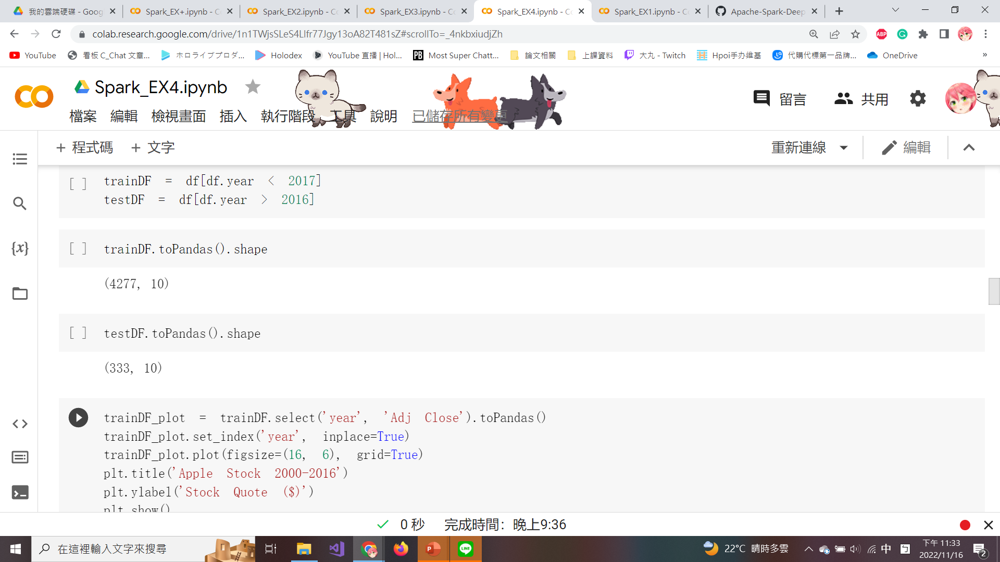 我的雲端硬碟 - Goog
Spark_EX+.ipynb - C
Spark_EX2.ipynb - Co
Spark_EX3.ipynb - Co
Spark_EX4.ipynb - Co
Spark_EX1.ipynb - Co
Apache-Spark-Deep
colab.research.google.com/drive/1n1TWjsSLeS4Llfr77Jgy13oA82T481sZ#scrollTo=_4nkbxiudjZh
ABP
YouTube
看板 C_Chat 文章...
ホロライブプロダ...
Holodex
YouTube 直播 | Hol...
PB
Most Super Chatt...
論文相關
上課資料
大丸 - Twitch
Hpoi手办维基
代購代標第一品牌...
OneDrive
»
Spark_EX4.ipynb
留言
共用
檔案
編輯
檢視畫面
插入
執行階段
工具
說明
已儲存所有變更
+ 程式碼
+ 文字
重新連線
編輯
[ ] trainDF = df[df.year < 2017]
testDF = df[df.year > 2016]
{x}
[ ] trainDF.toPandas().shape
(4277, 10)
[ ] testDF.toPandas().shape
(333, 10)
trainDF_plot = trainDF.select('year', 'Adj Close').toPandas()
trainDF_plot.set_index('year', inplace=True)
trainDF_plot.plot(figsize=(16, 6), grid=True)
plt.title('Apple Stock 2000-2016')
plt.ylabel('Stock Quote ($)')
plt.show()
0 秒
完成時間：晚上9:36
在這裡輸入文字來搜尋
LINE
22°C 晴時多雲
中
下午 11:33
2022/11/16
2